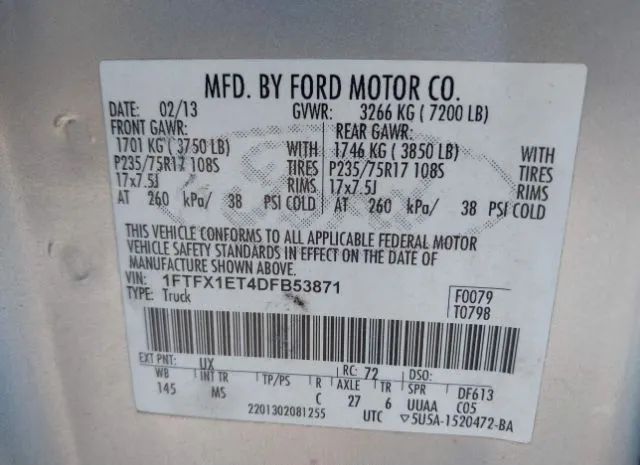 MFD. BY FORD MOTOR CO.
DATE: 02/13 GVWR: 3266 KG ( 7200 LB)
FRONT GAWR: REAR GAWR:
1701 KG ( 3750 LB) WITH 1746 KG ( 3850 LB) WITH
P235/75R17 108S TIRES P235/75R17 108S TIRES
17x7.5J RIMS 17x7.5J RIMS
AT 260 kPa/ 38 PSI COLD AT 260 kPa/ 38 PSI COLD
THIS VEHICLE CONFORMS TO ALL APPLICABLE FEDERAL MOTOR
VEHICLE SAFETY STANDARDS IN EFFECT ON THE DATE OF
MANUFACTURE SHOWN ABOVE.
VIN: 1FTFX1ET4DFB53871 F0079
TYPE: Truck T0798
EXT PNT: UX RC: 72 DSO:
WB INT TR TP/PS R AXLE TR SPR DF613
145 MS C 27 6 UUAA C05
2201302081255 UTC ▽5U5A-1520472-BA